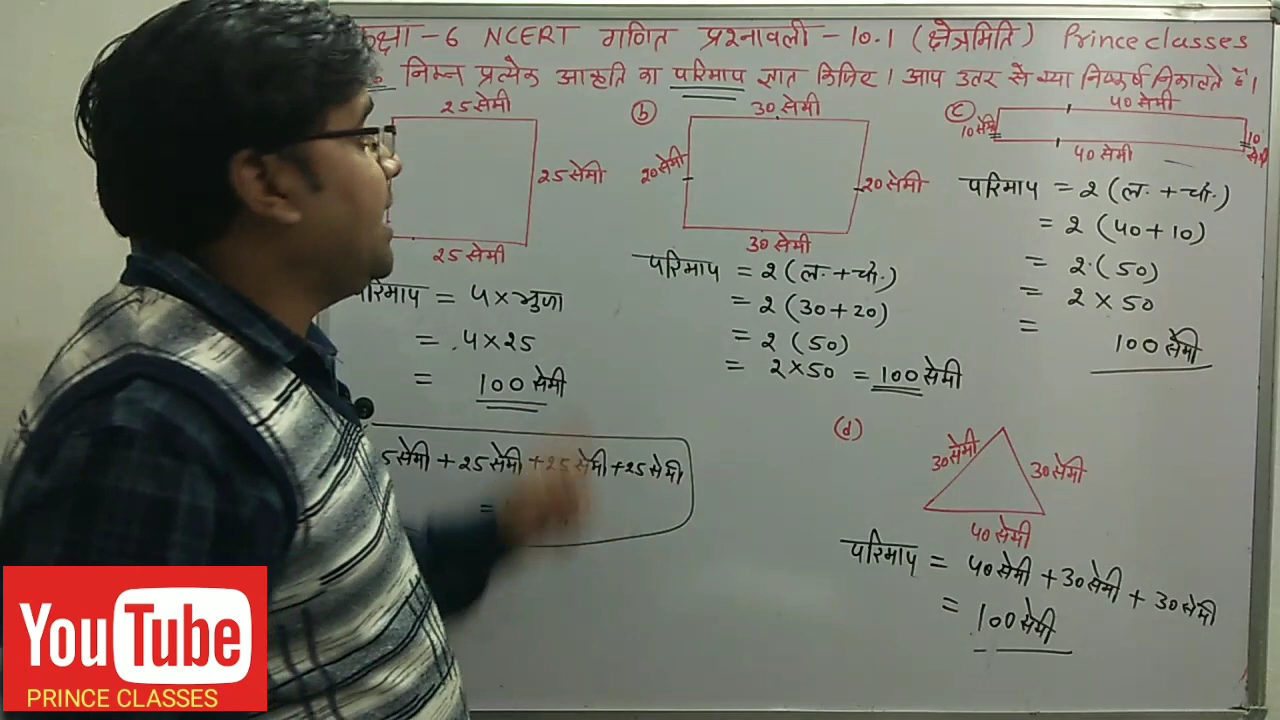 कक्षा - 6 NCERT गणित प्रश्नावली - 10.1 (क्षेत्रमिति) Prince classes
निम्न प्रत्येक आकृति का परिमाप ज्ञात किजिए। आप उतर से क्या निष्कर्ष निकालते हैं।
25 सेमी
25 सेमी
25 सेमी
परिमाप = 4 × भुजा
= 4 × 25
= 100 सेमी
5 सेमी + 25 सेमी + 25 सेमी + 25 सेमी
=
(b)
30 सेमी
20 सेमी
20 सेमी
30 सेमी
परिमाप = 2 (ल. + चौ.)
= 2 (30 + 20)
= 2 (50)
= 2 × 50 = 100 सेमी
(c)
40 सेमी
10 सेमी
10 सेमी
40 सेमी
परिमाप = 2 (ल. + चौ.)
= 2 (40 + 10)
= 2 (50)
= 2 × 50
= 100 सेमी
(d)
30 सेमी
30 सेमी
40 सेमी
परिमाप = 40 सेमी + 30 सेमी + 30 सेमी
= 100 सेमी
YouTube
PRINCE CLASSES